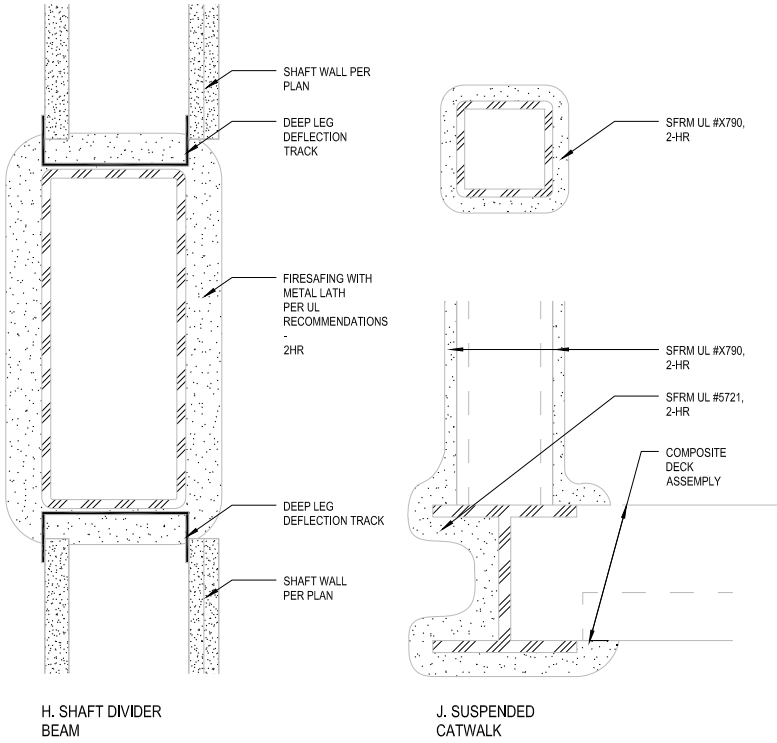 SHAFT WALL PER
PLAN
DEEP LEG
DEFLECTION
TRACK
FIRESAFING WITH
METAL LATH
PER UL
RECOMMENDATIONS
-
2HR
DEEP LEG
DEFLECTION TRACK
SHAFT WALL
PER PLAN
H. SHAFT DIVIDER
BEAM
SFRM UL #X790,
2-HR
SFRM UL #X790,
2-HR
SFRM UL #5721,
2-HR
COMPOSITE
DECK
ASSEMPLY
J. SUSPENDED
CATWALK